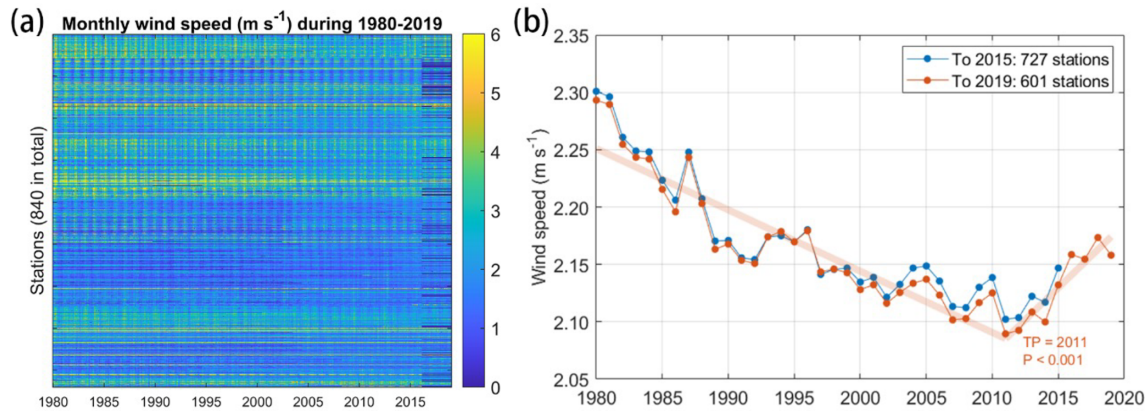 (a)
Monthly wind speed (m s⁻¹) during 1980-2019
Stations (840 in total)
6
5
4
3
2
1
0
1980 1985 1990 1995 2000 2005 2010 2015
(b)
Wind speed (m s⁻¹)
2.35
2.30
2.25
2.20
2.15
2.10
2.05
To 2015: 727 stations
To 2019: 601 stations
TP = 2011
P < 0.001
1980 1985 1990 1995 2000 2005 2010 2015 2020